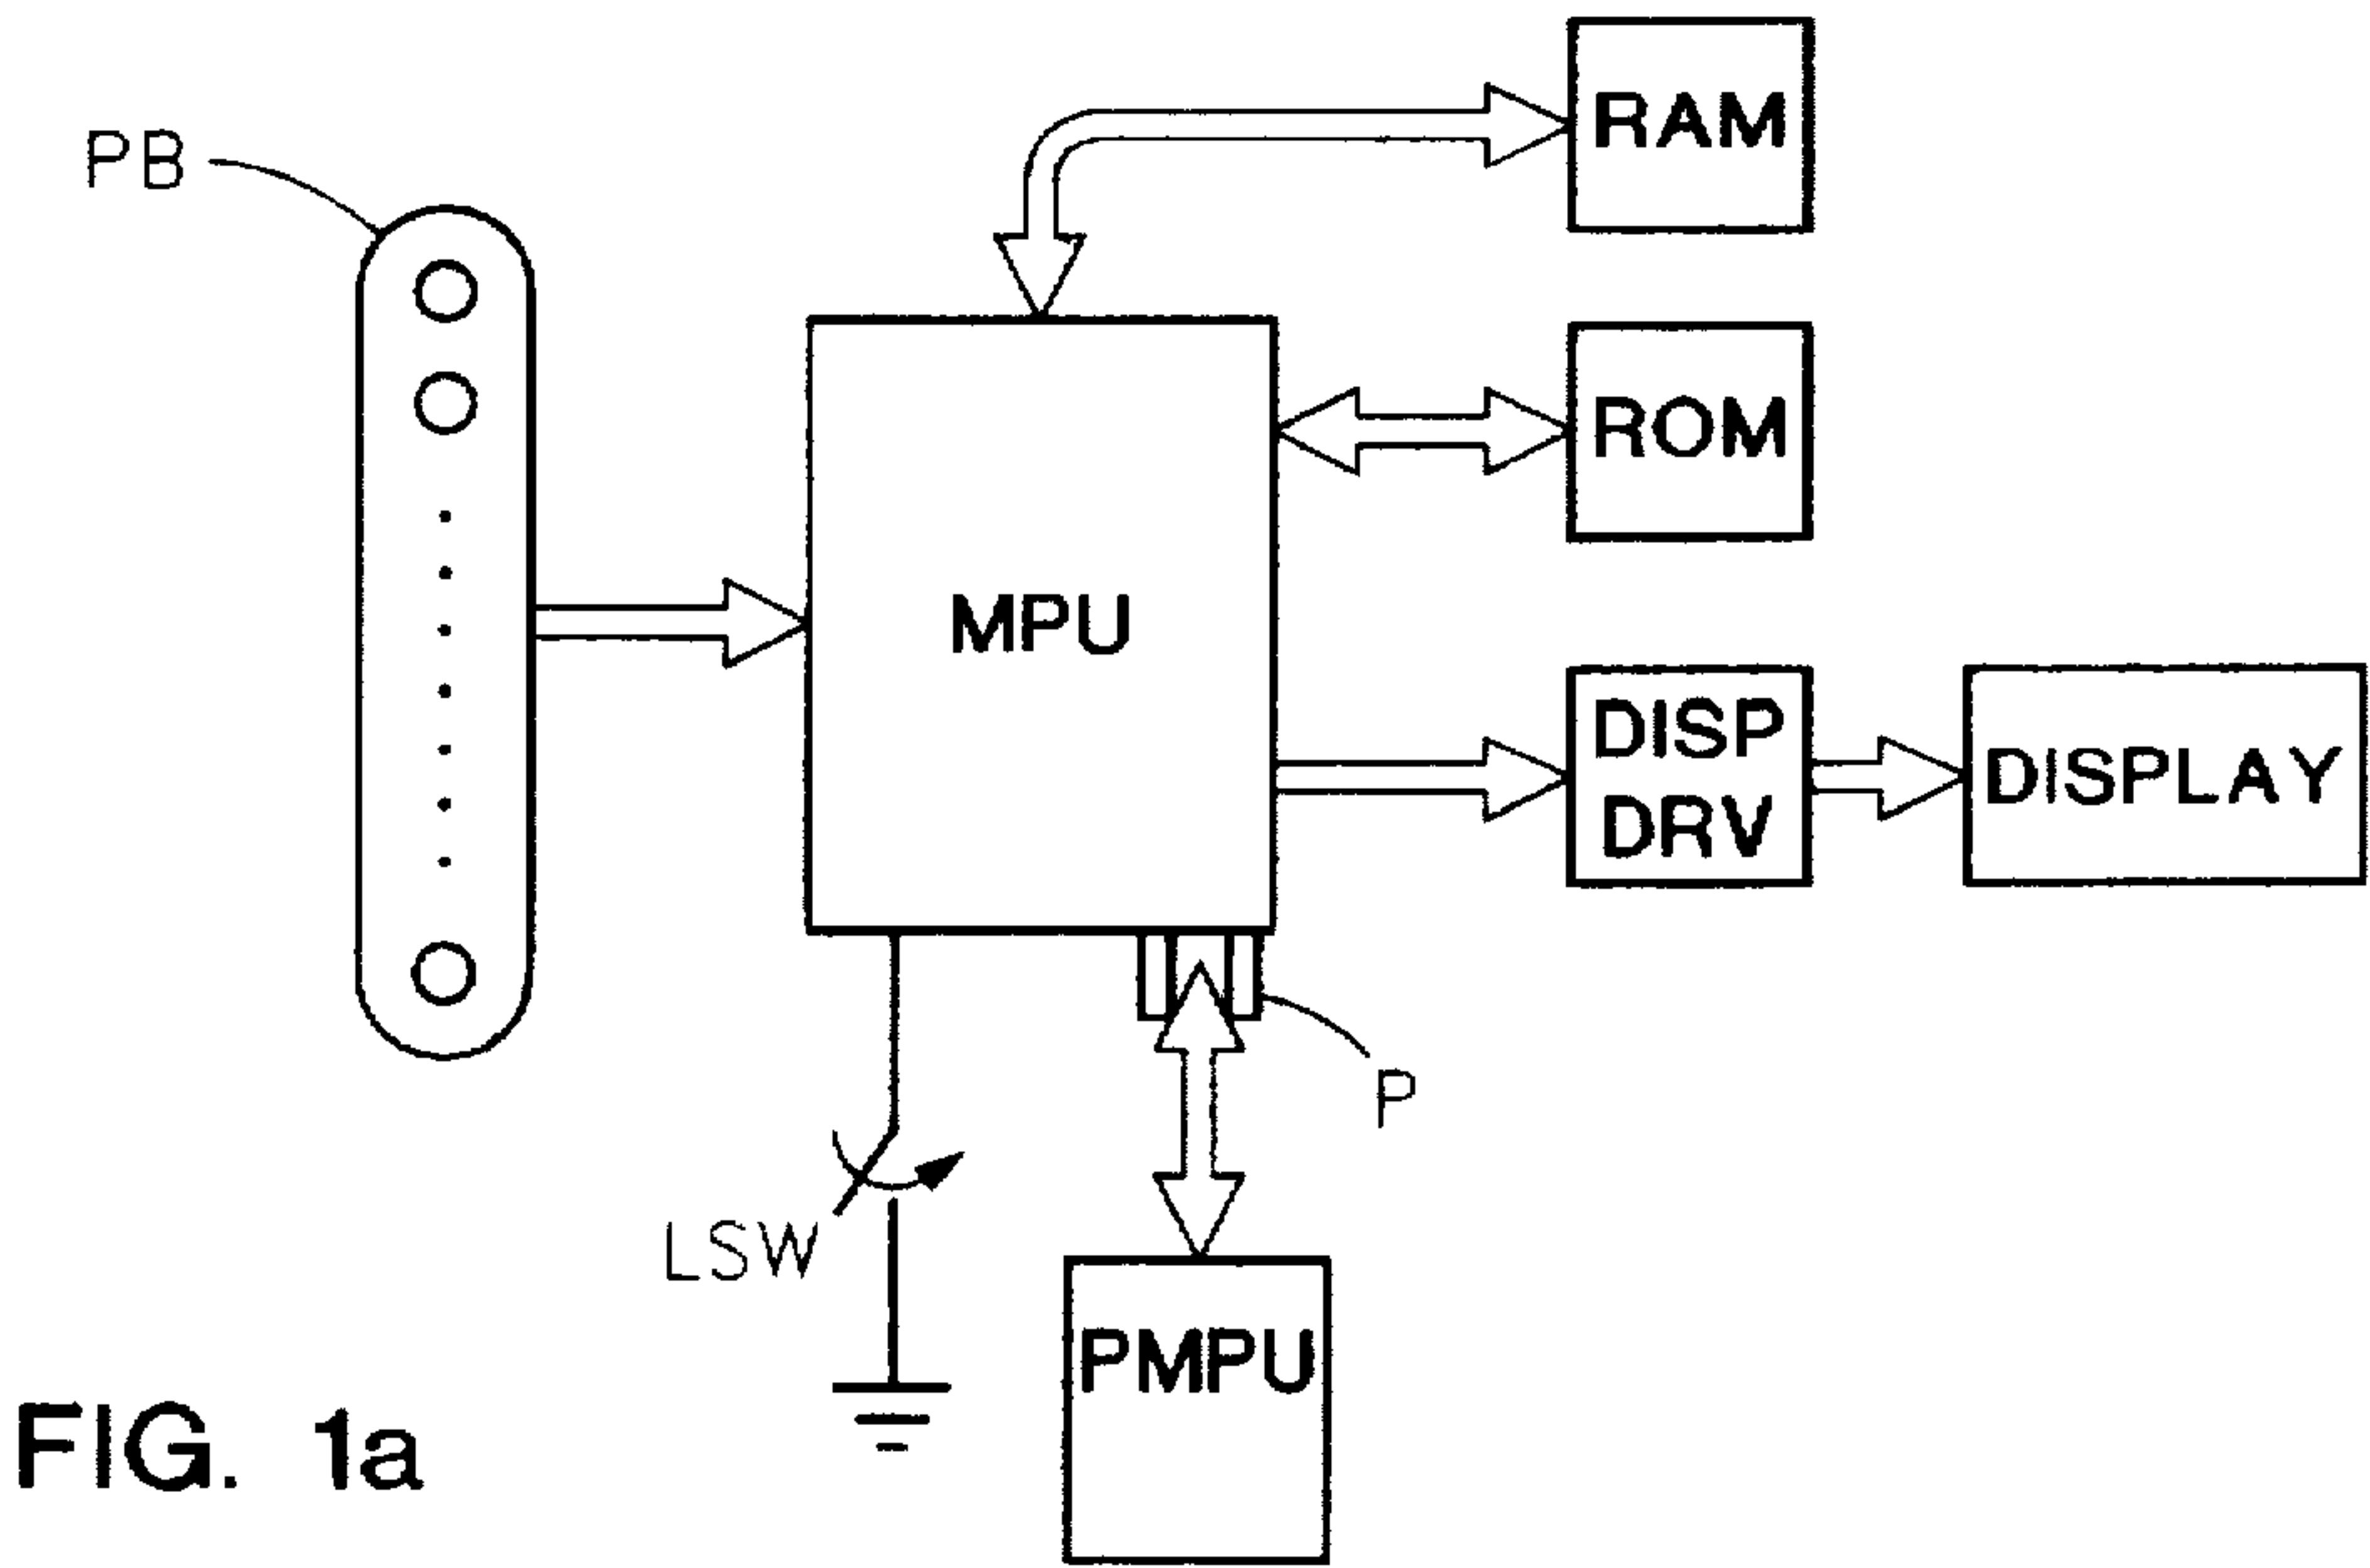 PB
RAM
ROM
MPU
DISP
DRV
DISPLAY
P
LSW
PMPU
FIG. 1a